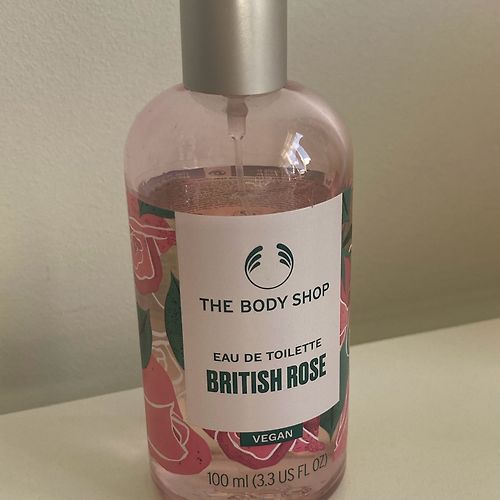 THE BODY SHOP
EAU DE TOILETTE
BRITISH ROSE
VEGAN
100 ml (3.3 US FL OZ)